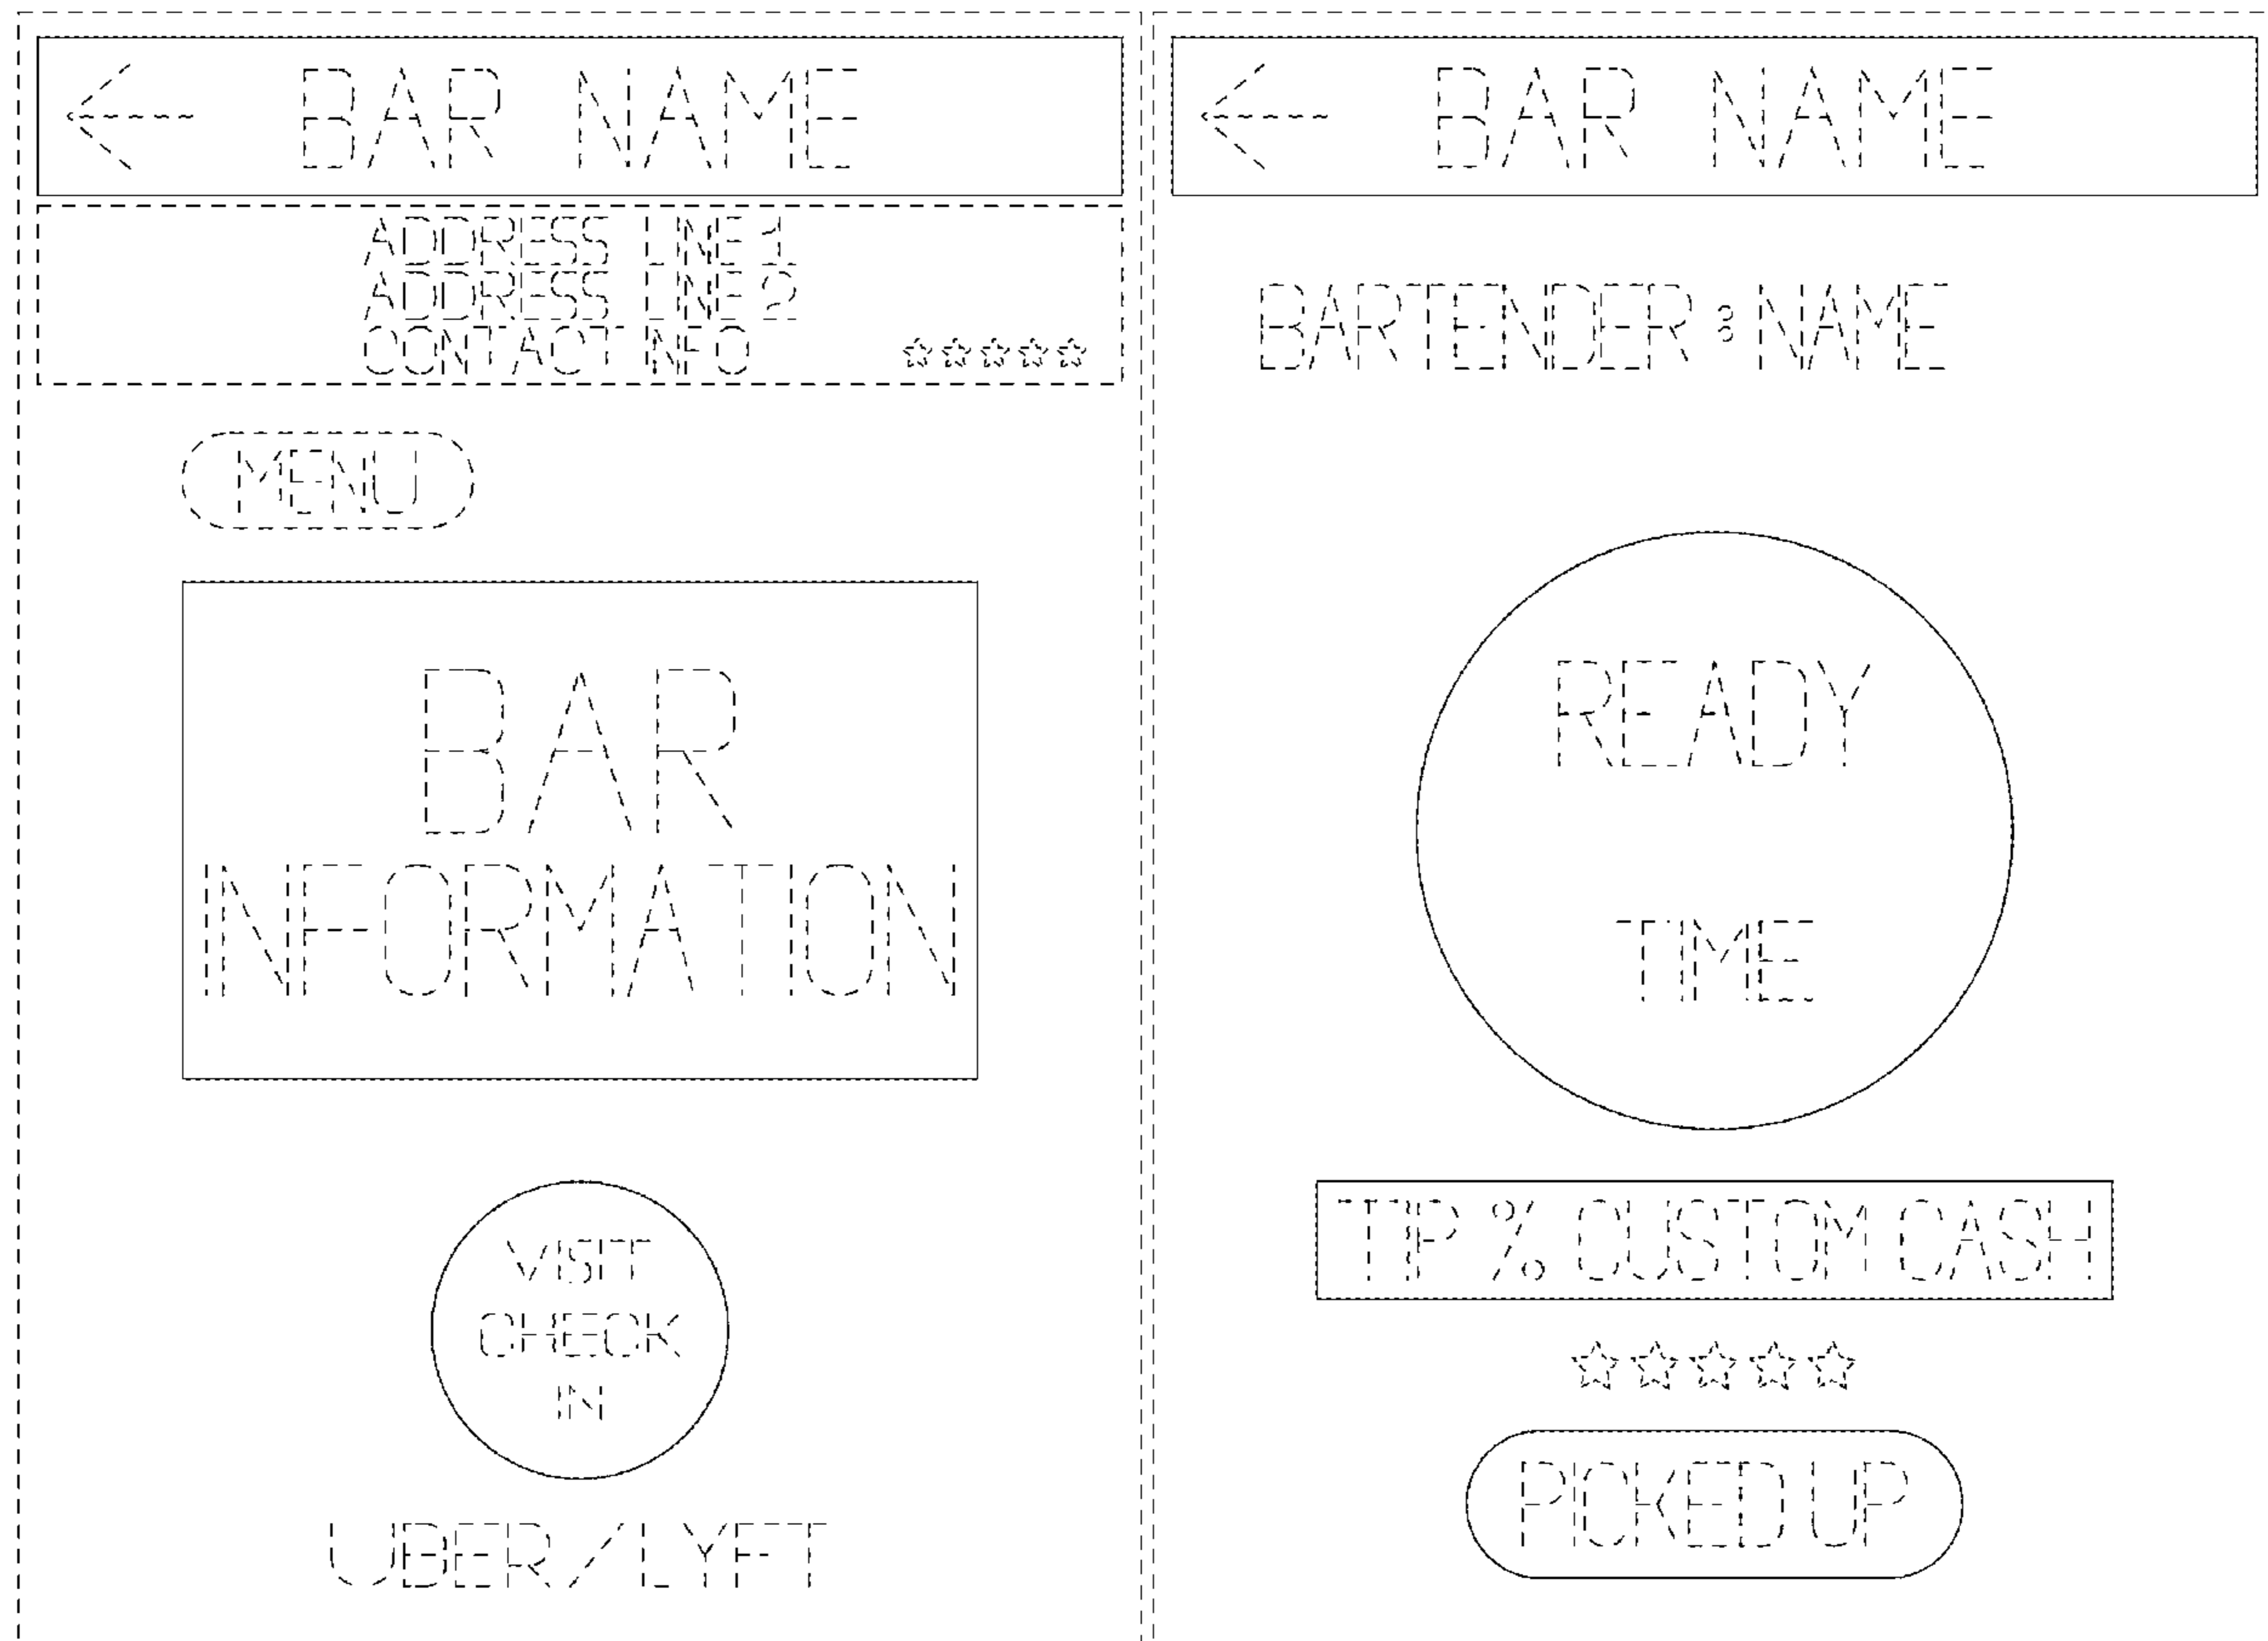 BAR NAME
ADDRESS LINE 1
ADDRESS LINE 2
CONTACT INFO
MENU
BAR
INFORMATION
VISIT
CHECK
IN
UBER/LYFT
BAR NAME
BARTENDER : NAME
READY
TIME
TIP % CUSTOM CASH
PICKED UP